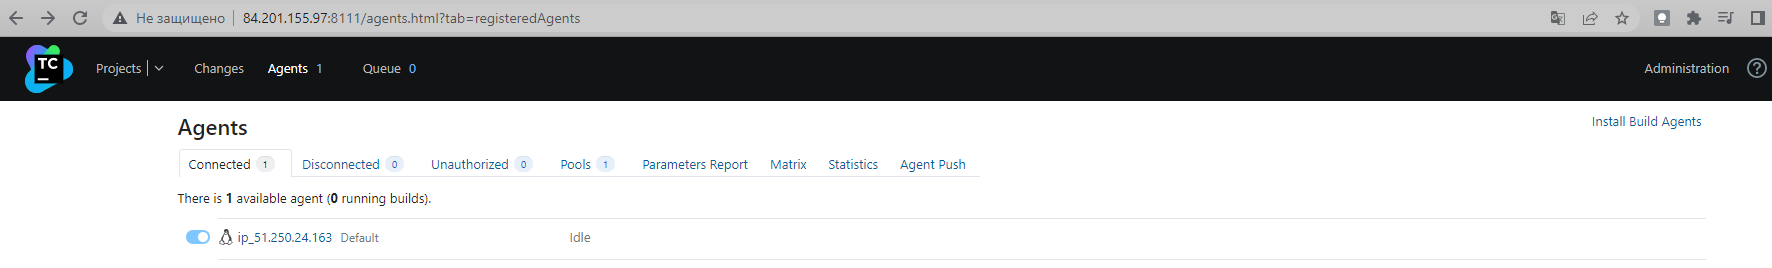 Не защищено 84.201.155.97:8111/agents.html?tab=registeredAgents
TC Projects Changes Agents 1 Queue 0 Administration ?
Agents Install Build Agents
Connected 1 Disconnected 0 Unauthorized 0 Pools 1 Parameters Report Matrix Statistics Agent Push
There is 1 available agent (0 running builds).
ip_51.250.24.163 Default Idle